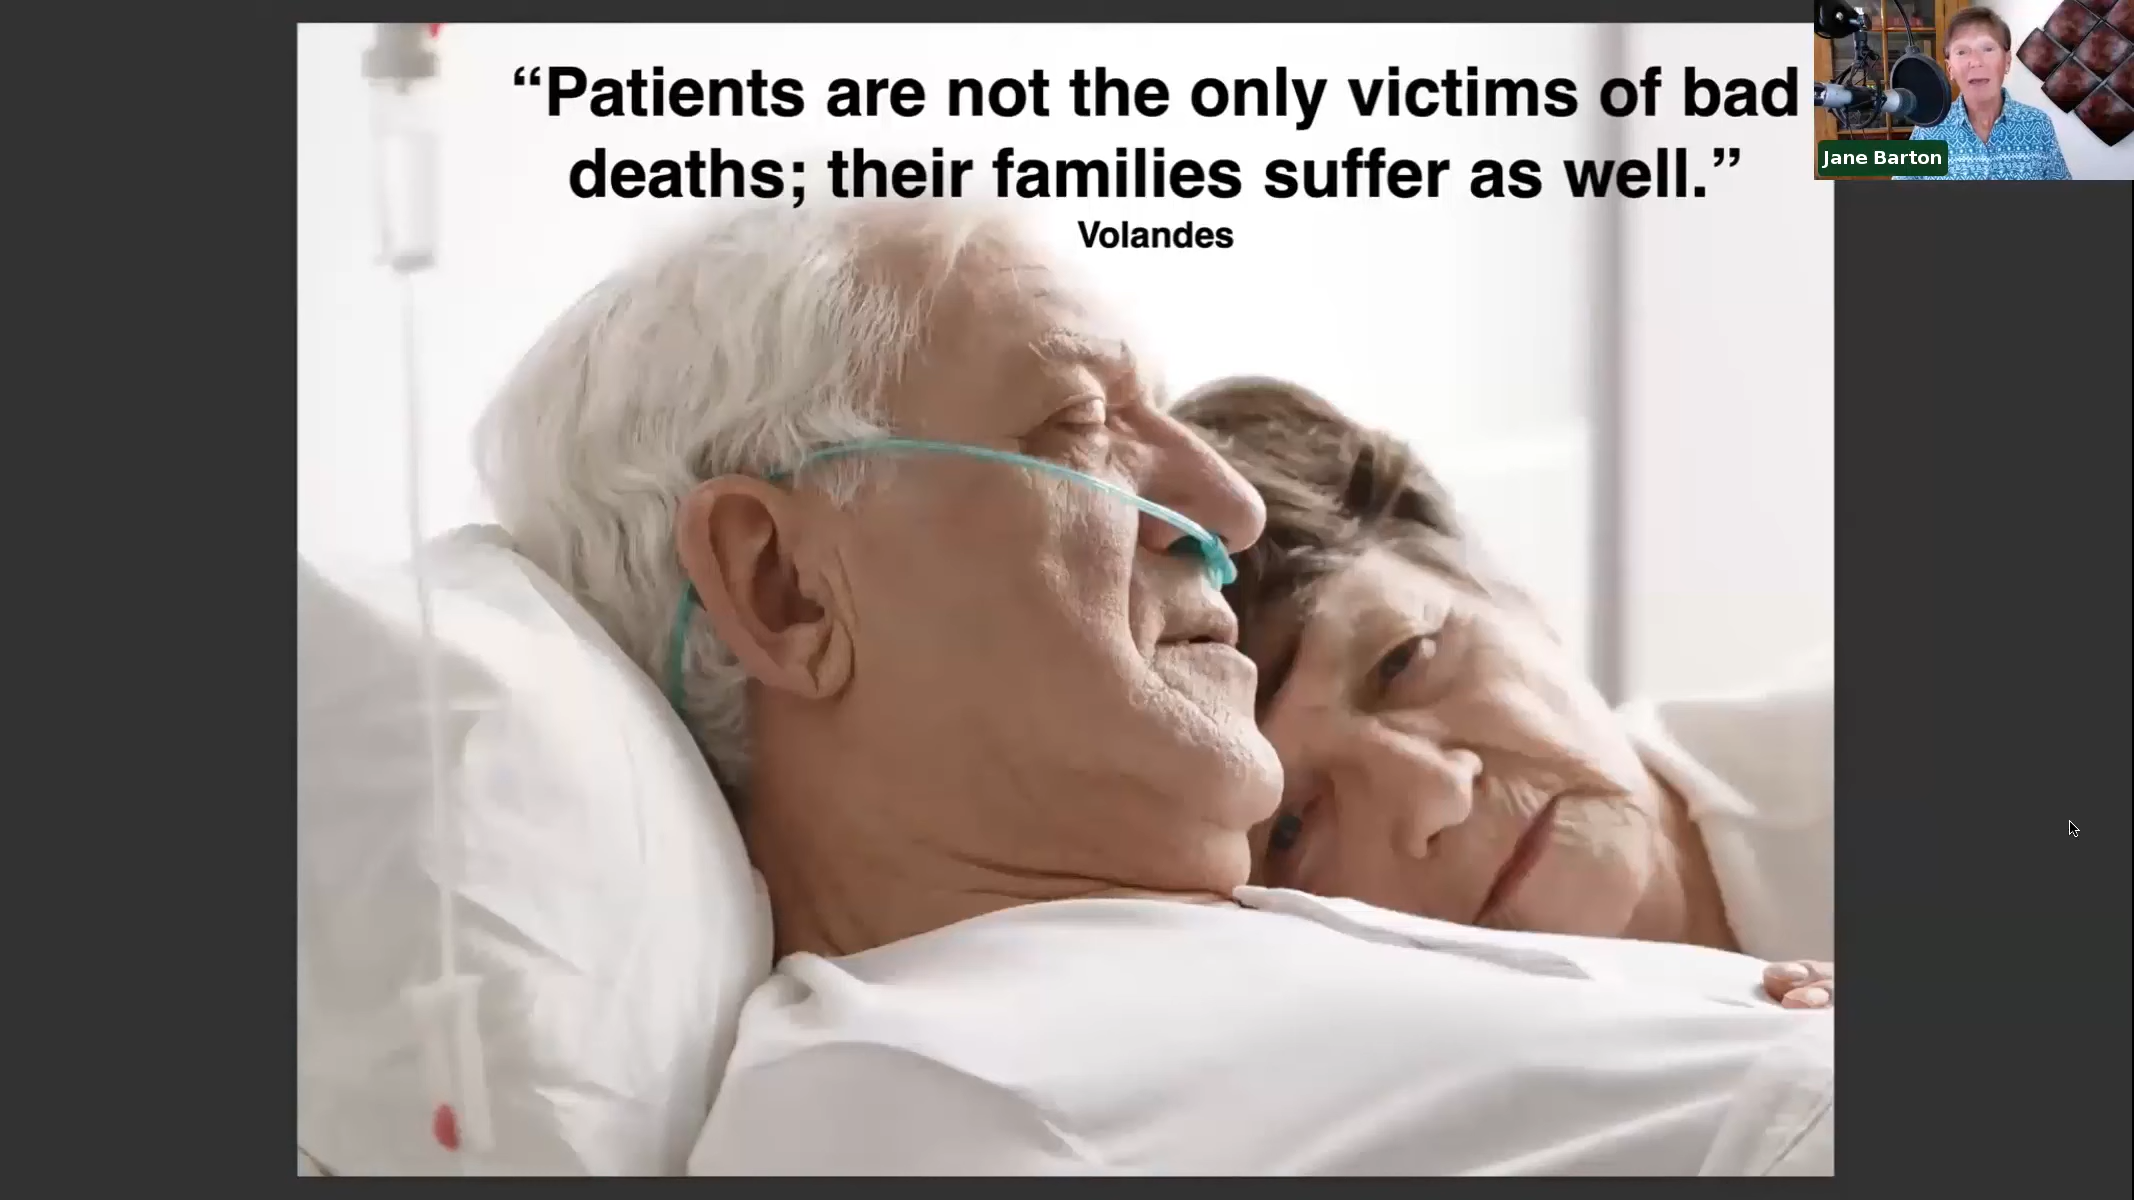 “Patients are not the only victims of bad
deaths; their families suffer as well.”
Volandes
Jane Barton